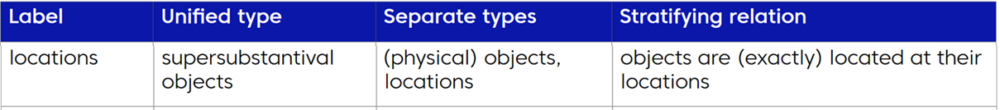 Label Unified type Separate types Stratifying relation
locations supersubstantival (physical) objects, objects are (exactly) located at their
objects locations locations